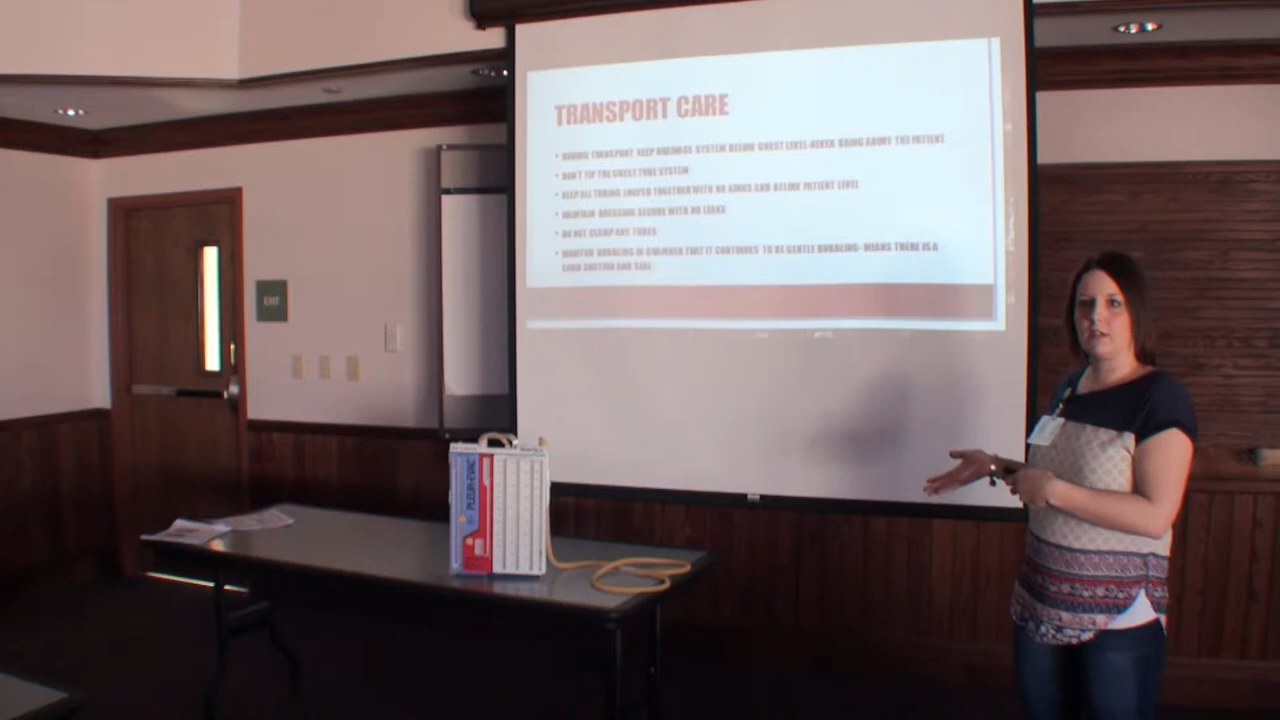 TRANSPORT CARE
• DURING TRANSPORT KEEP DRAINAGE SYSTEM BELOW CHEST LEVEL-NEVER BRING ABOVE THE PATIENT
• DON'T TIP THE CHEST TUBE SYSTEM
• KEEP ALL TUBING LOOPED TOGETHER WITH NO KINKS AND BELOW PATIENT LEVEL
• MAINTAIN DRESSING SECURE WITH NO LEAKS
• DO NOT CLAMP ANY TUBES
• MONITOR BUBBLING IN CHAMBER THAT IT CONTINUES TO BE GENTLE BUBBLING- MEANS THERE IS A
GOOD SUCTION AND SEAL
EXIT
PLEUR-EVAC